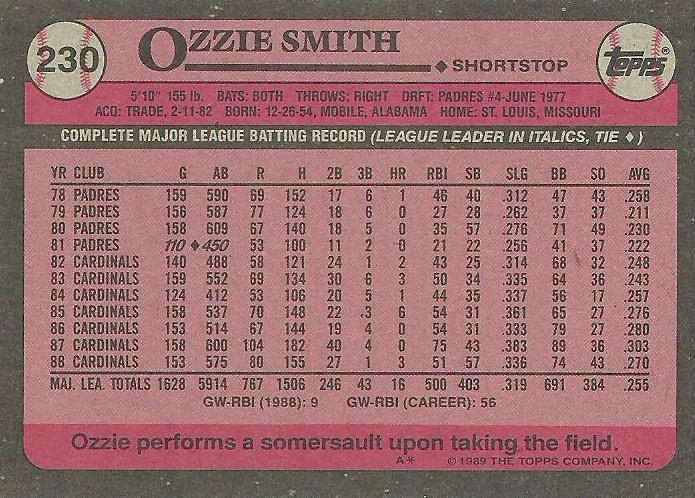 230
OZZIE SMITH
♦ SHORTSTOP
TOPPS®
5'10" 155 lb. BATS: BOTH THROWS: RIGHT DRFT: PADRES #4-JUNE 1977
ACQ: TRADE, 2-11-82 BORN: 12-26-54, MOBILE, ALABAMA HOME: ST. LOUIS, MISSOURI
COMPLETE MAJOR LEAGUE BATTING RECORD (LEAGUE LEADER IN ITALICS, TIE ♦)
YR CLUB G AB R H 2B 3B HR RBI SB SLG BB SO AVG
78 PADRES 159 590 69 152 17 6 1 46 40 .312 47 43 .258
79 PADRES 156 587 77 124 18 6 0 27 28 .262 37 37 .211
80 PADRES 158 609 67 140 18 5 0 35 57 .276 71 49 .230
81 PADRES 110 ♦450 53 100 11 2 0 21 22 .256 41 37 .222
82 CARDINALS 140 488 58 121 24 1 2 43 25 .314 68 32 .248
83 CARDINALS 159 552 69 134 30 6 3 50 34 .335 64 36 .243
84 CARDINALS 124 412 53 106 20 5 1 44 35 .337 56 17 .257
85 CARDINALS 158 537 70 148 22 3 6 54 31 .361 65 27 .276
86 CARDINALS 153 514 67 144 19 4 0 54 31 .333 79 27 .280
87 CARDINALS 158 600 104 182 40 4 0 75 43 .383 89 36 .303
88 CARDINALS 153 575 80 155 27 1 3 51 57 .336 74 43 .270
MAJ. LEA. TOTALS 1628 5914 767 1506 246 43 16 500 403 .319 691 384 .255
GW-RBI (1988): 9 GW-RBI (CAREER): 56
Ozzie performs a somersault upon taking the field.
A* © 1989 THE TOPPS COMPANY, INC.